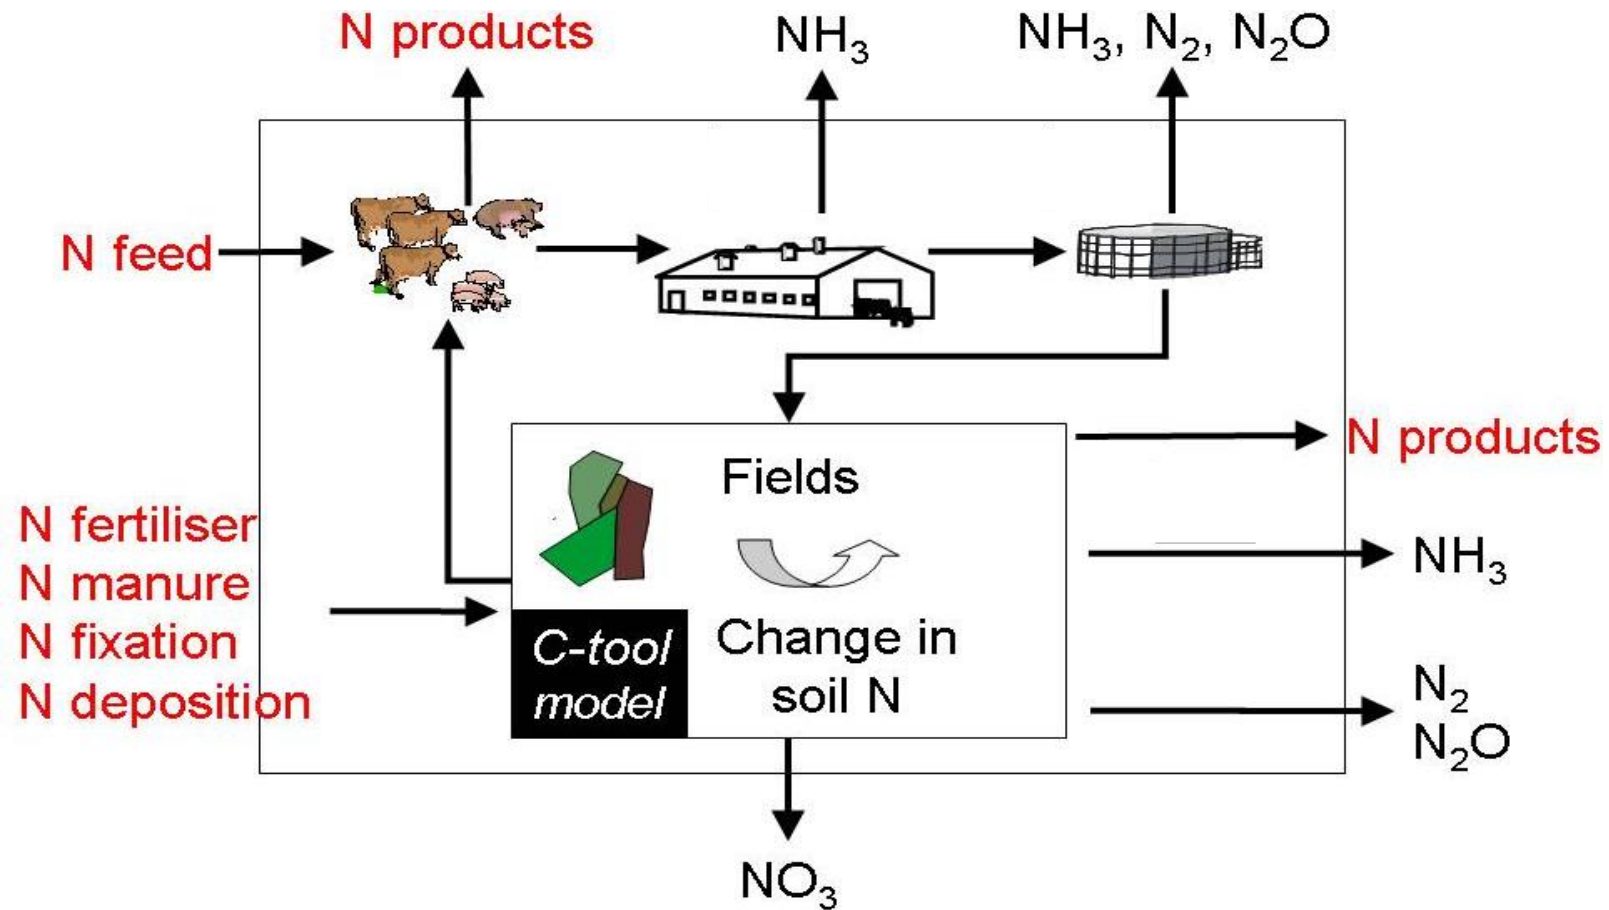 N products
NH₃
NH₃, N₂, N₂O
N feed
N products
Fields
N fertiliser
N manure
N fixation
N deposition
NH₃
C-tool
model
Change in
soil N
N₂
N₂O
NO₃